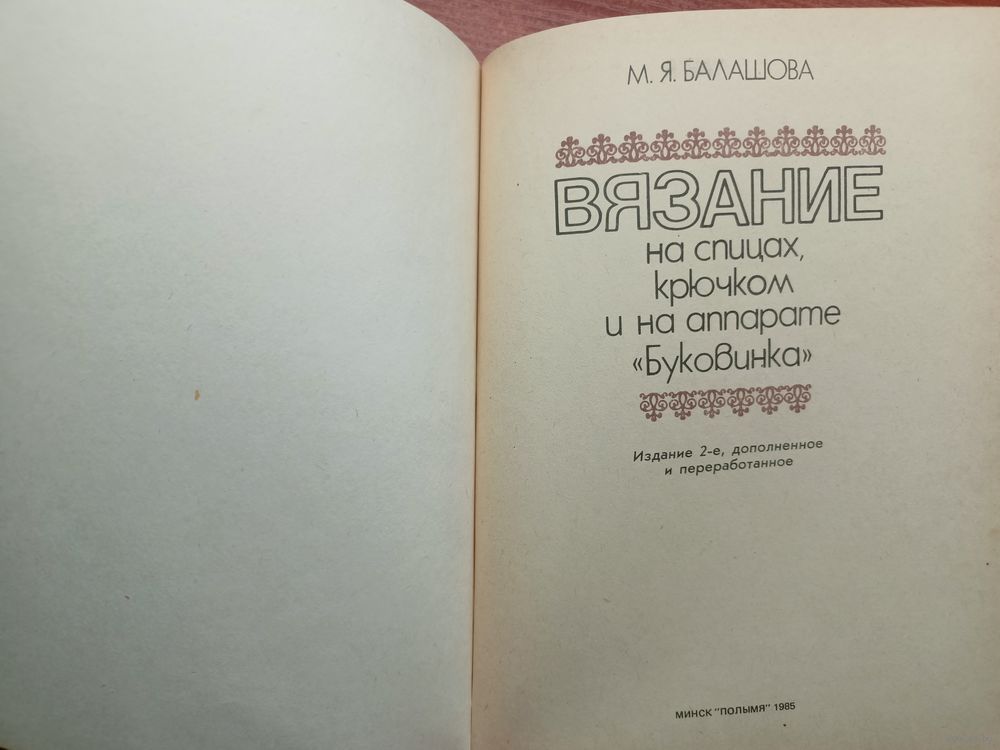 М. Я. БАЛАШОВА
ВЯЗАНИЕ
на спицах,
крючком
и на аппарате
«Буковинка»
Издание 2-е, дополненное
и переработанное
МИНСК "ПОЛЫМЯ" 1985